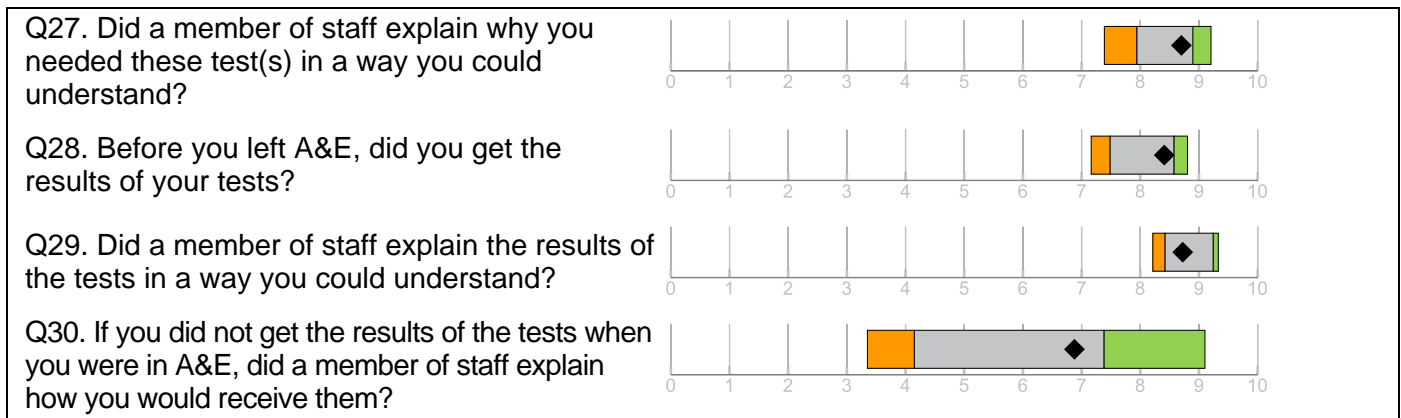 Q27. Did a member of staff explain why you
needed these test(s) in a way you could
understand?
0 1 2 3 4 5 6 7 8 9 10
Q28. Before you left A&E, did you get the
results of your tests?
0 1 2 3 4 5 6 7 8 9 10
Q29. Did a member of staff explain the results of
the tests in a way you could understand?
0 1 2 3 4 5 6 7 8 9 10
Q30. If you did not get the results of the tests when
you were in A&E, did a member of staff explain
how you would receive them?
0 1 2 3 4 5 6 7 8 9 10